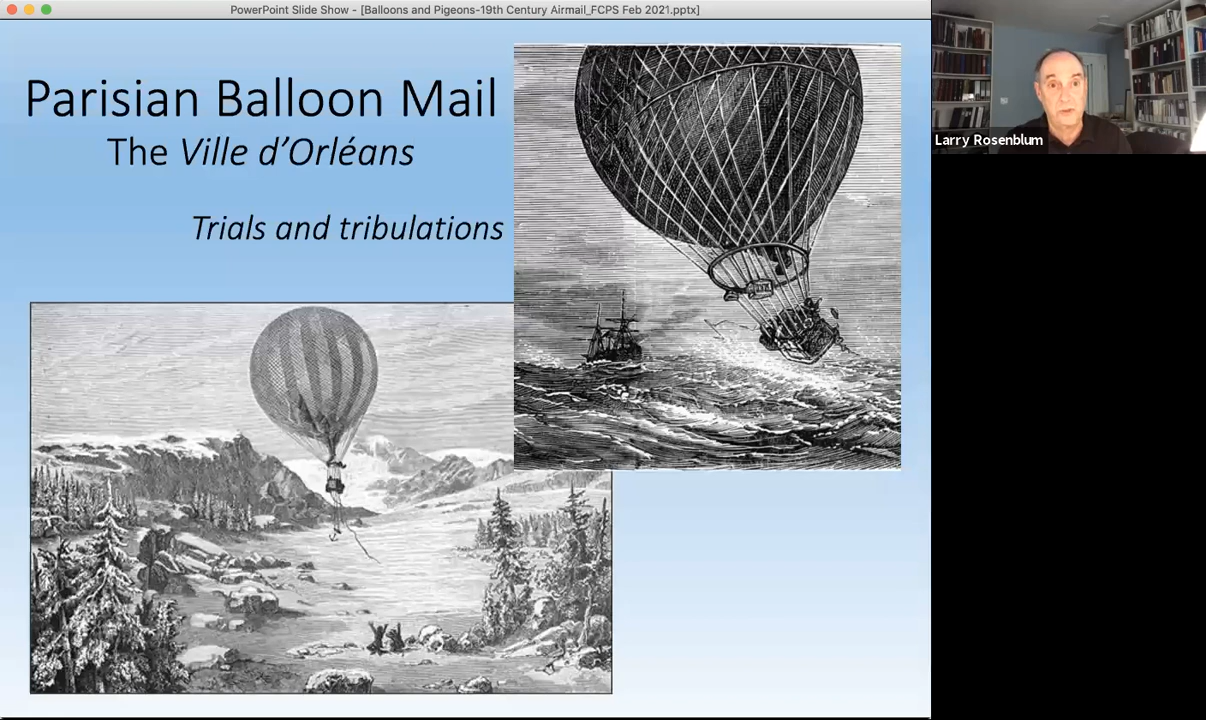 PowerPoint Slide Show - [Balloons and Pigeons-19th Century Airmail_FCPS Feb 2021.pptx]
Parisian Balloon Mail
The Ville d’Orléans
Trials and tribulations
Larry Rosenblum